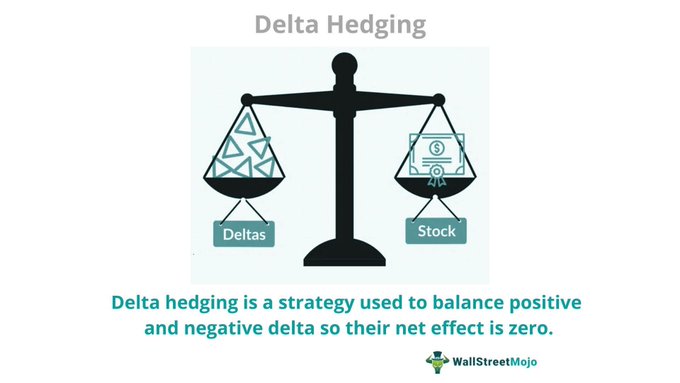 Delta Hedging
$
Deltas
Stock
Delta hedging is a strategy used to balance positive
and negative delta so their net effect is zero.
WallStreetMojo